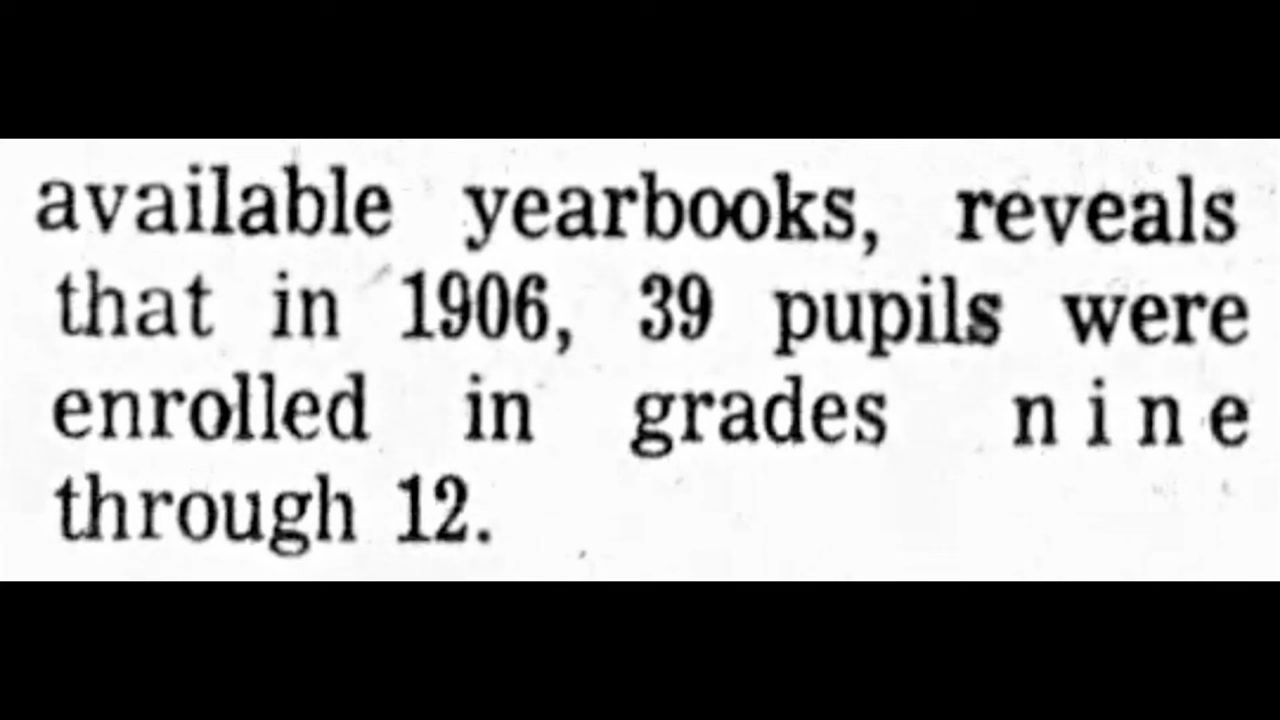 available yearbooks, reveals
that in 1906, 39 pupils were
enrolled in grades nine
through 12.